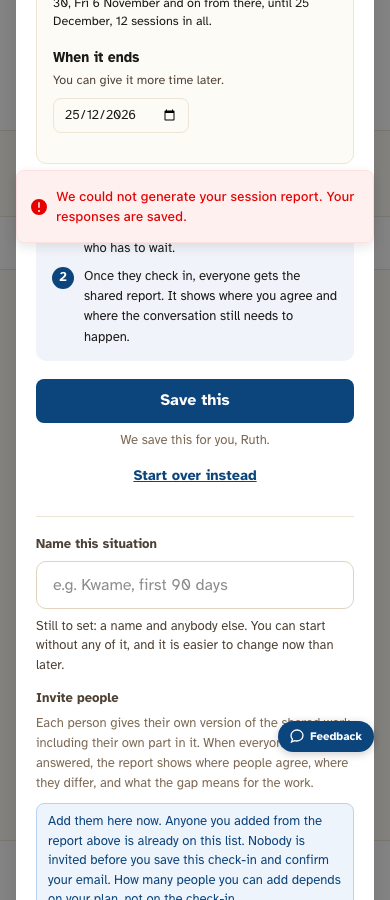 30, Fri 6 November and on from there, until 25
December, 12 sessions in all.
When it ends
You can give it more time later.
25/12/2026
We could not generate your session report. Your
responses are saved.
who has to wait.
2
Once they check in, everyone gets the
shared report. It shows where you agree and
where the conversation still needs to
happen.
Save this
We save this for you, Ruth.
Start over instead
Name this situation
e.g. Kwame, first 90 days
Still to set: a name and anybody else. You can start
without any of it, and it is easier to change now than
later.
Invite people
Each person gives their own version of the shared work,
including their own part in it. When everyone
answered, the report shows where people agree, where
they differ, and what the gap means for the work.
Feedback
Add them here now. Anyone you added from the
report above is already on this list. Nobody is
invited before you save this check-in and confirm
your email. How many people you can add depends
on your plan, not on the check-in.